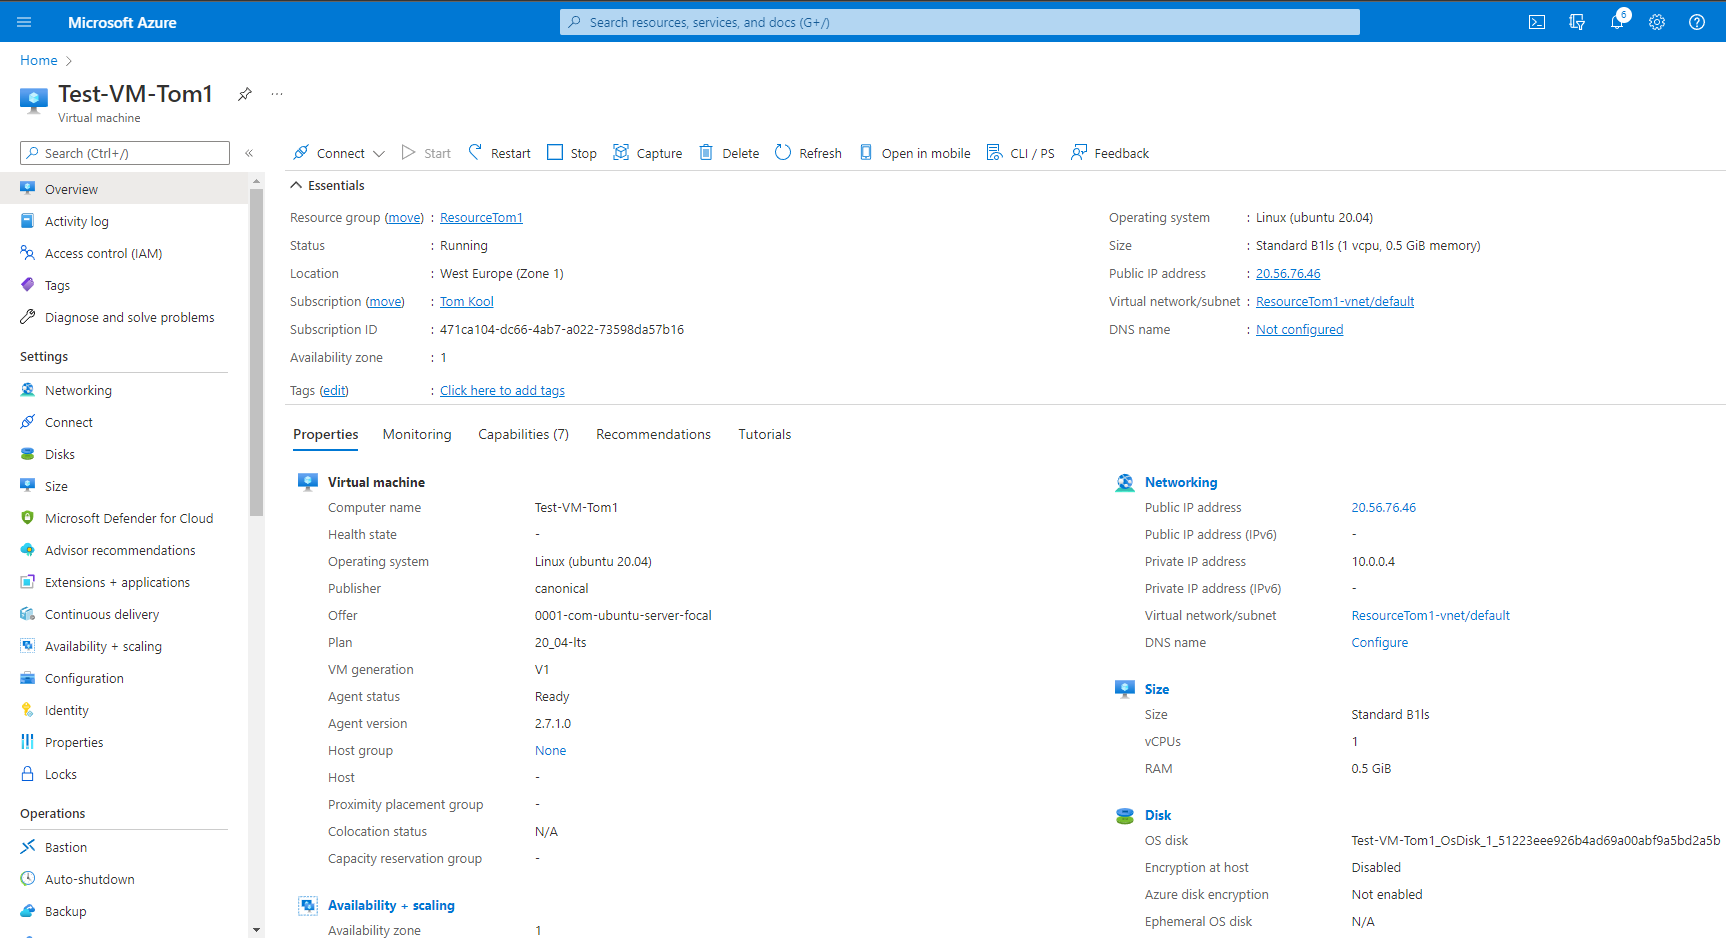 Microsoft Azure
Search resources, services, and docs (G+/)
6
Home
Test-VM-Tom1
Virtual machine
Search (Ctrl+/)
Connect Start Restart Stop Capture Delete Refresh Open in mobile CLI / PS Feedback
Overview
Activity log
Access control (IAM)
Tags
Diagnose and solve problems
Settings
Networking
Connect
Disks
Size
Microsoft Defender for Cloud
Advisor recommendations
Extensions + applications
Continuous delivery
Availability + scaling
Configuration
Identity
Properties
Locks
Operations
Bastion
Auto-shutdown
Backup
Essentials
Resource group (move) : ResourceTom1
Status : Running
Location : West Europe (Zone 1)
Subscription (move) : Tom Kool
Subscription ID : 471ca104-dc66-4ab7-a022-73598da57b16
Availability zone : 1
Tags (edit) : Click here to add tags
Operating system : Linux (ubuntu 20.04)
Size : Standard B1ls (1 vcpu, 0.5 GiB memory)
Public IP address : 20.56.76.46
Virtual network/subnet : ResourceTom1-vnet/default
DNS name : Not configured
Properties Monitoring Capabilities (7) Recommendations Tutorials
Virtual machine
Computer name Test-VM-Tom1
Health state -
Operating system Linux (ubuntu 20.04)
Publisher canonical
Offer 0001-com-ubuntu-server-focal
Plan 20_04-lts
VM generation V1
Agent status Ready
Agent version 2.7.1.0
Host group None
Host -
Proximity placement group -
Colocation status N/A
Capacity reservation group -
Availability + scaling
Availability zone 1
Networking
Public IP address 20.56.76.46
Public IP address (IPv6) -
Private IP address 10.0.0.4
Private IP address (IPv6) -
Virtual network/subnet ResourceTom1-vnet/default
DNS name Configure
Size
Size Standard B1ls
vCPUs 1
RAM 0.5 GiB
Disk
OS disk Test-VM-Tom1_OsDisk_1_51223eee926b4ad69a00abf9a5bd2a5b
Encryption at host Disabled
Azure disk encryption Not enabled
Ephemeral OS disk N/A